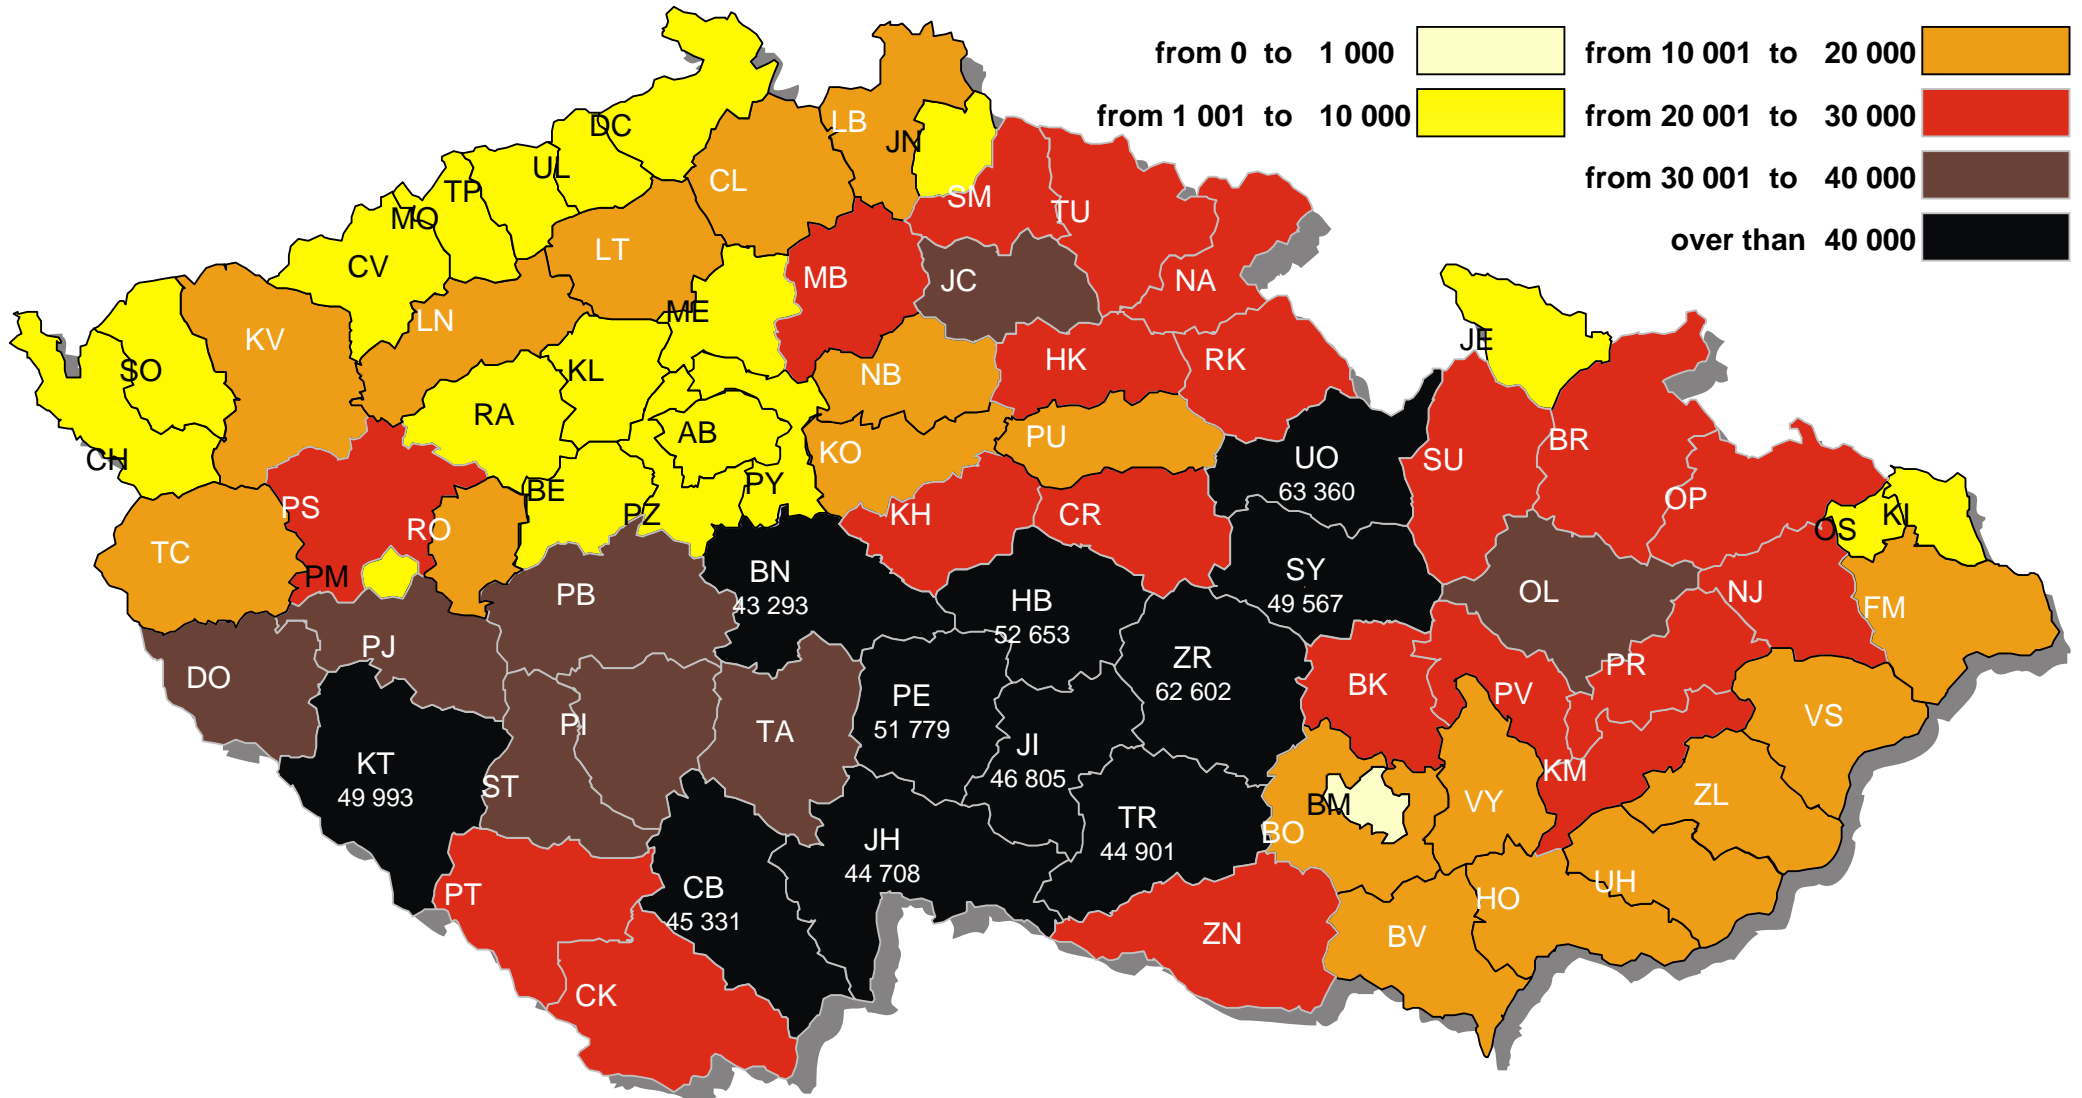 from 0 to 1 000
from 10 001 to 20 000
from 1 001 to 10 000
from 20 001 to 30 000
from 30 001 to 40 000
over than 40 000
DC
LB
JN
UL
TP
CL
SM
MO
TU
LT
CV
MB
JC
NA
ME
LN
KV
JE
HK
RK
SO
KL
NB
RA
AB
PU
BR
KO
CH
UO
63 360
SU
PY
BE
PZ
OP
PS
KH
CR
KI
RO
OS
TC
PM
BN
43 293
SY
49 567
PB
HB
52 653
OL
NJ
FM
PJ
ZR
62 602
PR
DO
BK
PV
PE
51 779
VS
PI
TA
JI
46 805
KT
49 993
KM
ST
VY
ZL
BM
TR
44 901
BO
JH
44 708
CB
45 331
PT
UH
HO
ZN
BV
CK